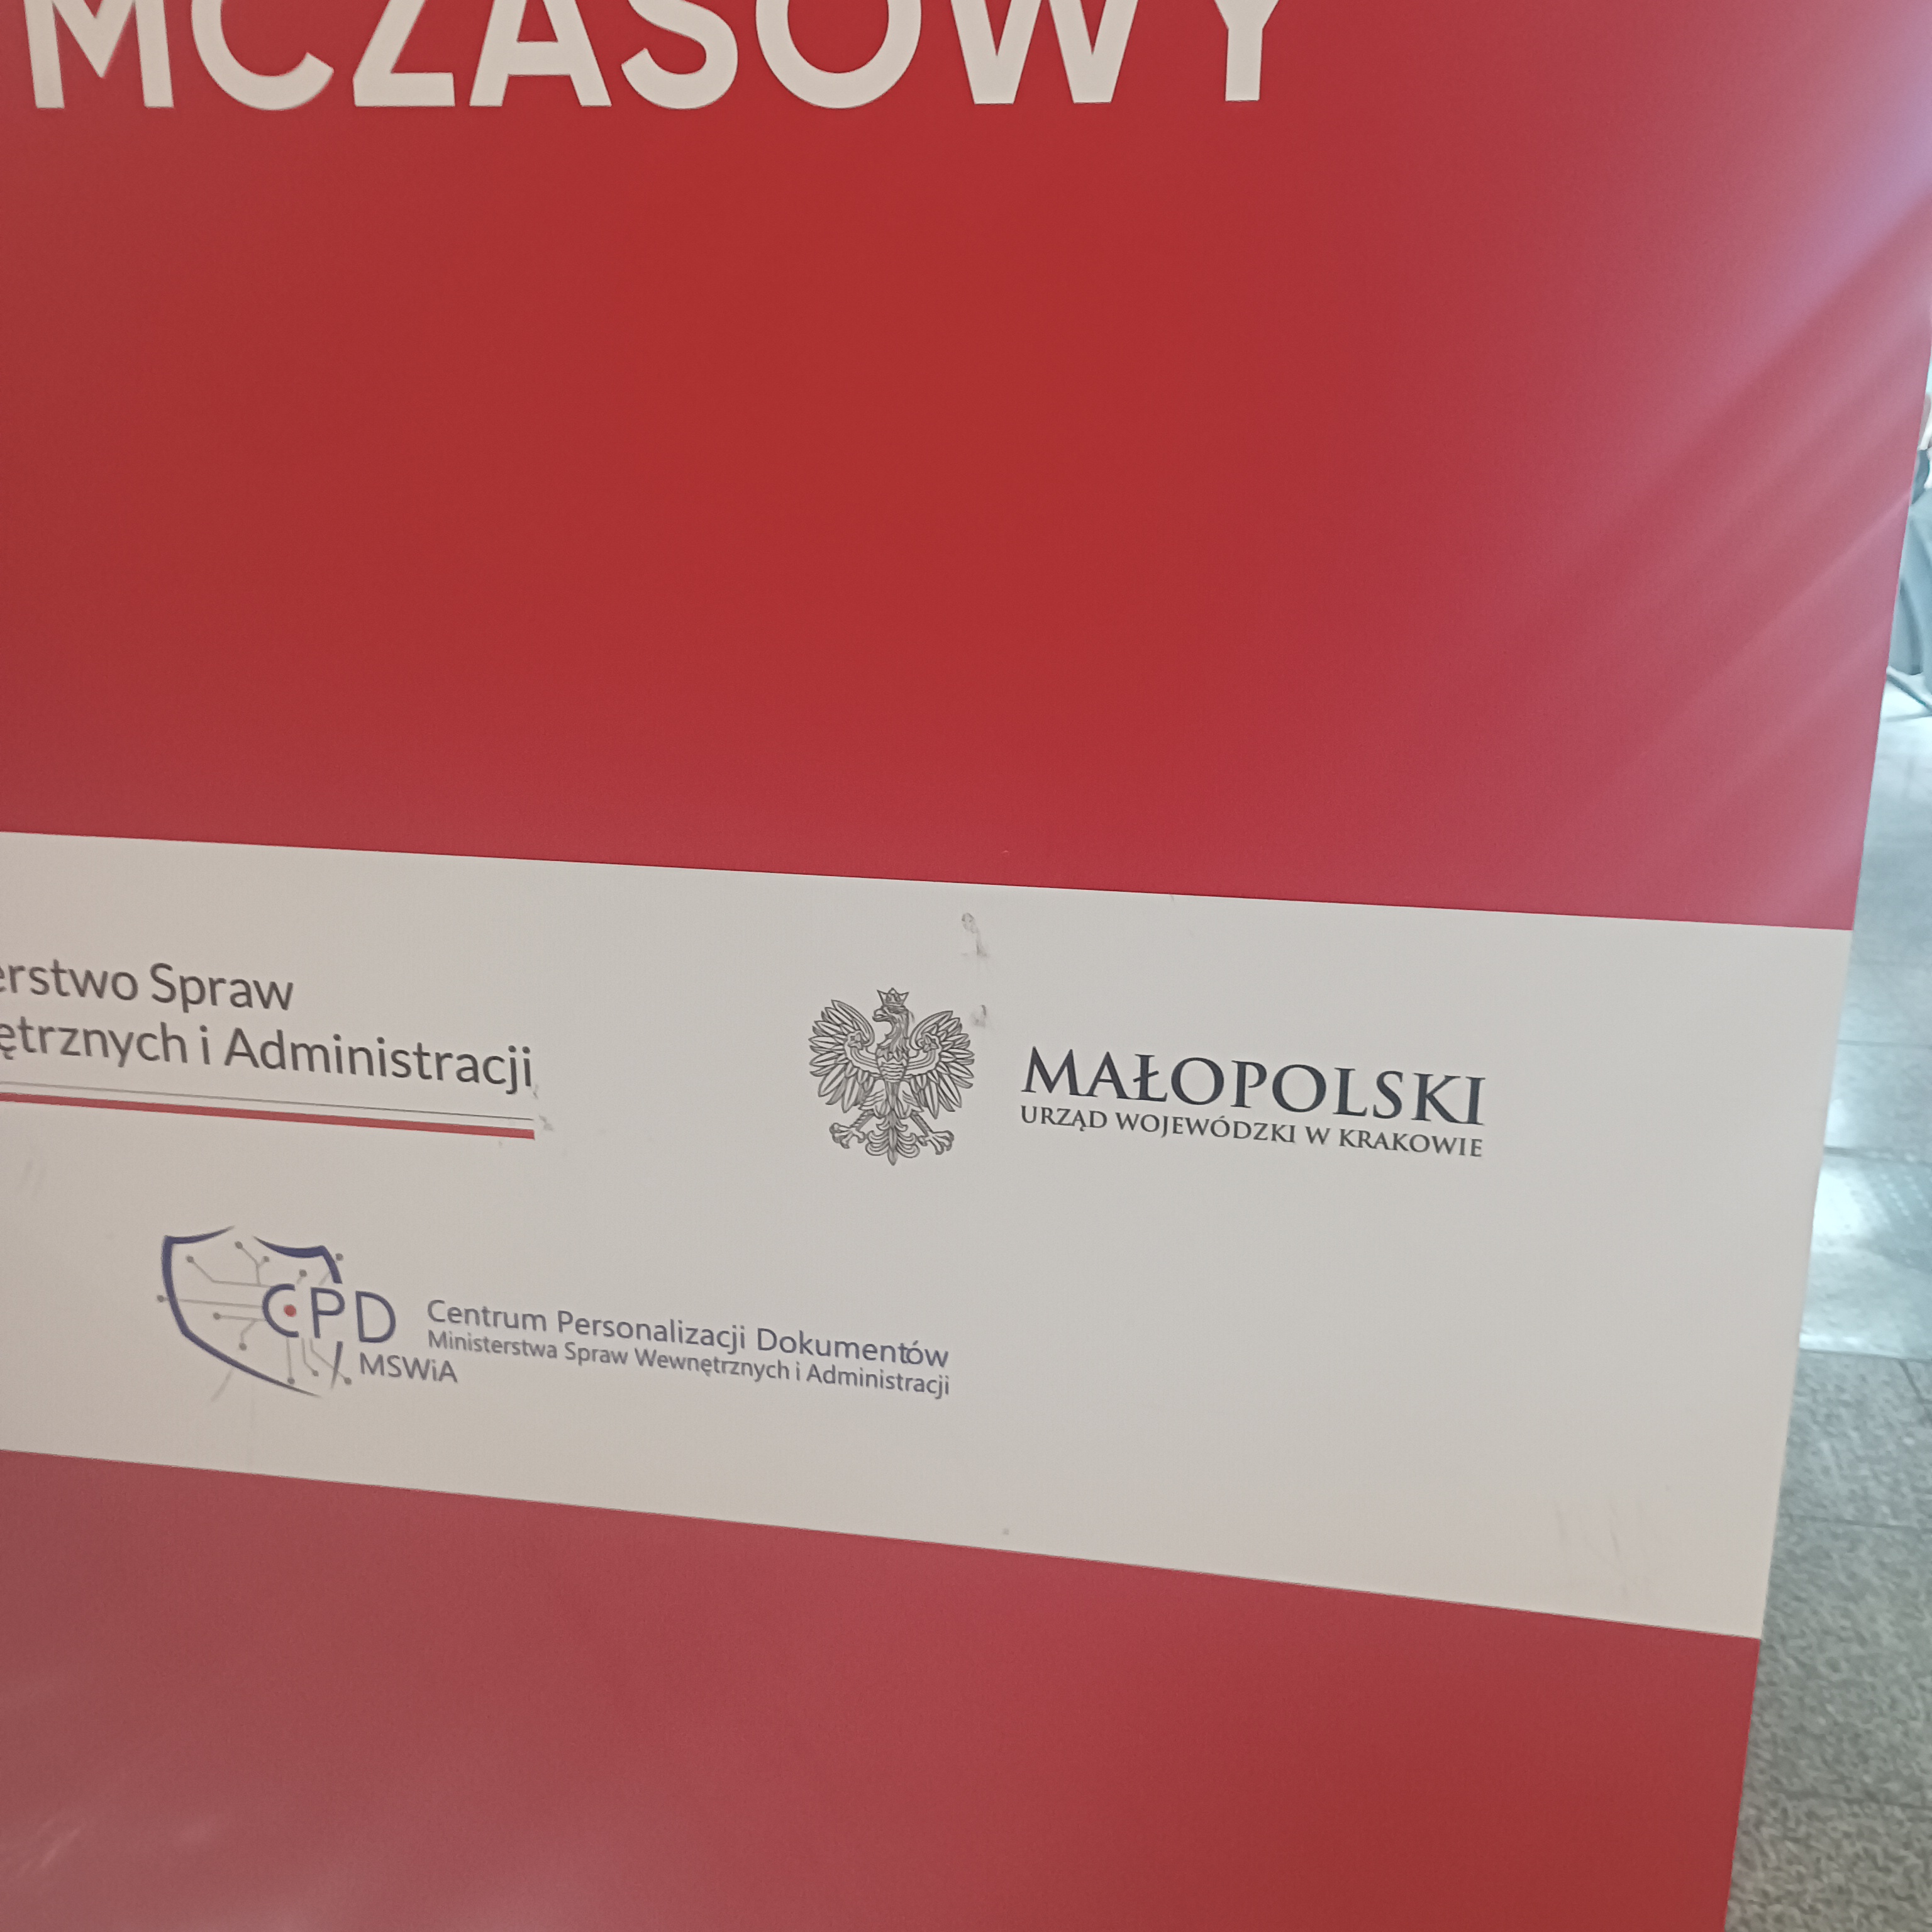 MCZASOWY
erstwo Spraw
ętrznych i Administracji
MAŁOPOLSKI
URZĄD WOJEWÓDZKI W KRAKOWIE
CPD
MSWiA
Centrum Personalizacji Dokumentów
Ministerstwa Spraw Wewnętrznych i Administracji